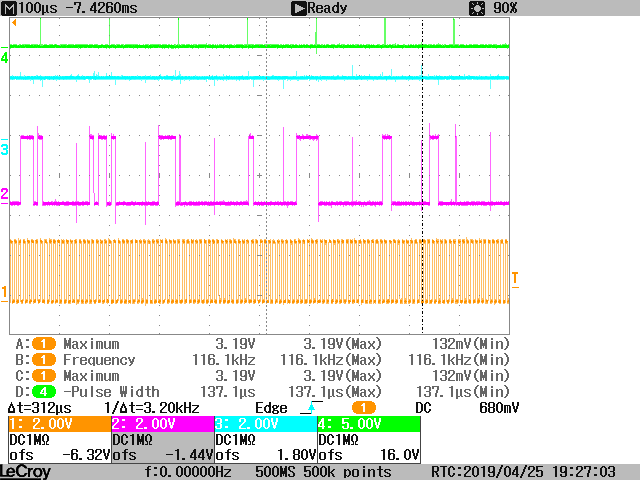 M 100µs -7.4260ms Ready 90%
4
3
2
1
T
A: 1 Maximum 3.19V 3.19V(Max) 132mV(Min)
B: 1 Frequency 116.1kHz 116.1kHz(Max) 116.1kHz(Min)
C: 1 Maximum 3.19V 3.19V(Max) 132mV(Min)
D: 4 -Pulse Width 137.1µs 137.1µs(Max) 137.1µs(Min)
Δt=312µs 1/Δt=3.20kHz Edge 1 DC 680mV
1: 2.00V 2: 2.00V 3: 2.00V 4: 5.00V
DC1MΩ DC1MΩ DC1MΩ DC1MΩ
ofs -6.32V ofs -1.44V ofs 1.80V ofs 16.0V
LeCroy f:0.00000Hz 500MS 500k points RTC:2019/04/25 19:27:03